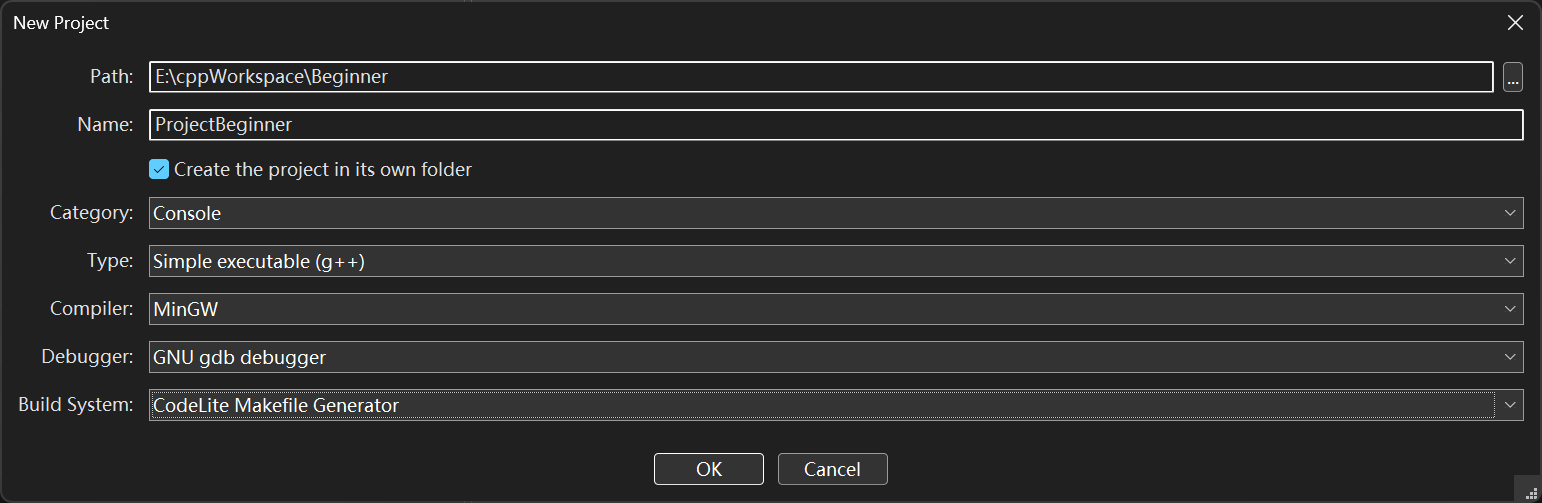 New Project
Path: E:\cppWorkspace\Beginner ...
Name: ProjectBeginner
Create the project in its own folder
Category: Console
Type: Simple executable (g++)
Compiler: MinGW
Debugger: GNU gdb debugger
Build System: CodeLite Makefile Generator
OK Cancel